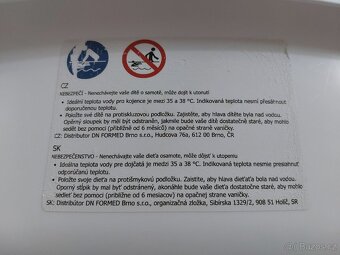 CZ
NEBEZPEČÍ - Nenechávejte vaše dítě o samotě, může dojít k utonutí
• Ideální teplota vody pro kojence je mezi 35 a 38 °C. Indikovaná teplota nesmí přesáhnout
doporučenou teplotu.
• Položte své dítě na protiskluzovou podložku. Zajistěte, aby hlava dítěte byla nad vodou.
Opěrný sloupek by měl být odstraněn, jakmile bude vaše dítě dostatečně staré, aby mohlo
sedět bez pomoci (přibližně od 6 měsíců) na opačné straně vaničky.
CZ: Distributor DN FORMED Brno s.r.o., Hudcova 76a, 612 00 Brno, ČR
SK
NEBEZPEČENSTVO - Nenechávajte vaše dieťa osamote, môže dôjsť k utopeniu
• Ideálna teplota vody pre dojčatá je medzi 35 a 38 °C. Indikovaná teplota nesmie presiahnuť
odporúčanú teplotu.
• Položte svoje dieťa na protišmykovú podložku. Zaistite, aby hlava dieťaťa bola nad vodou.
Oporný stĺpik by mal byť odstránený, akonáhle bude vaše dieťa dostatočne staré, aby mohlo
sedieť bez pomoci (približne od 6 mesiacov) na opačnej strane vaničky.
SK: Distribútor DN FORMED Brno s.r.o., organizačná zložka, Sibírska 1329/2, 908 51 Holíč, SR